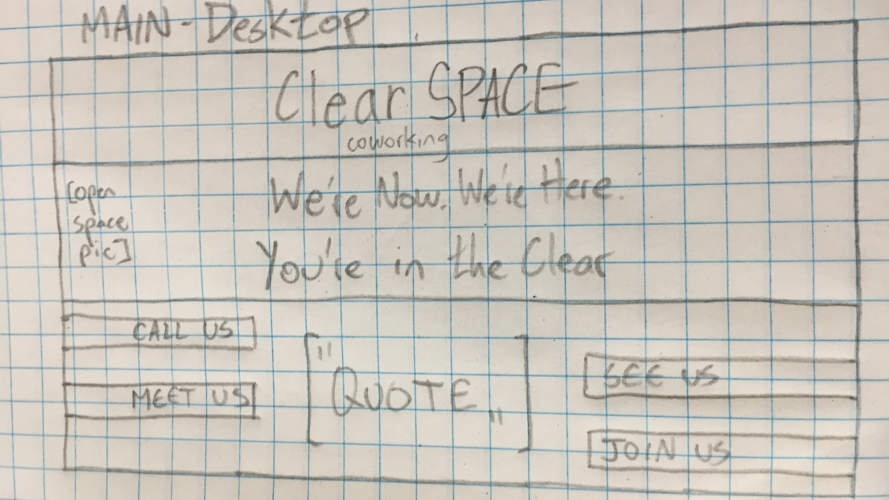 MAIN-Desktop
Clear SPACE
coworking
[open
space
pic]
We're Now. We're Here.
You're in the Clear
CALL US
MEET US
["QUOTE"]
SEE US
JOIN US